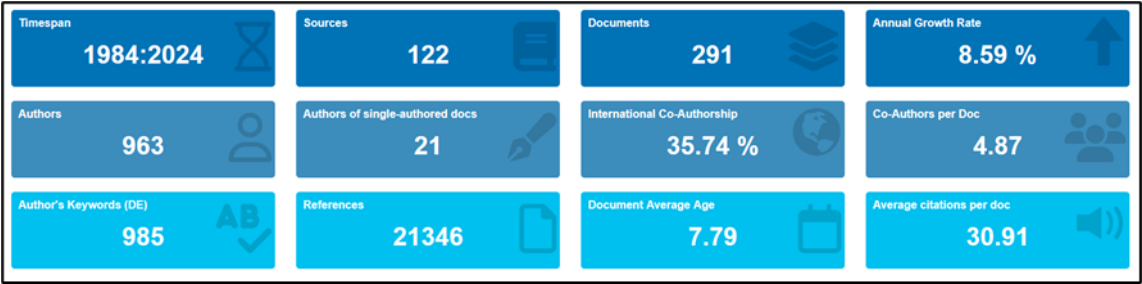 Timespan
1984:2024
Sources
122
Documents
291
Annual Growth Rate
8.59 %
Authors
963
Authors of single-authored docs
21
International Co-Authorship
35.74 %
Co-Authors per Doc
4.87
Author's Keywords (DE)
985
AB
References
21346
Document Average Age
7.79
Average citations per doc
30.91